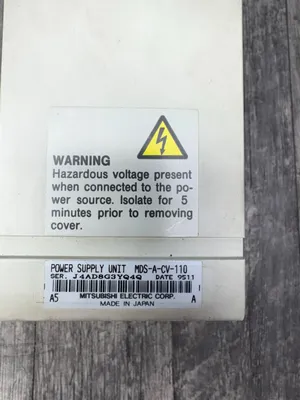 WARNING
Hazardous voltage present
when connected to the po-
wer source. Isolate for 5
minutes prior to removing
cover.
POWER SUPPLY UNIT MDS-A-CV-110
SER. J4AD8G3YQ4Q DATE 9511
A5 MITSUBISHI ELECTRIC CORP. A
MADE IN JAPAN